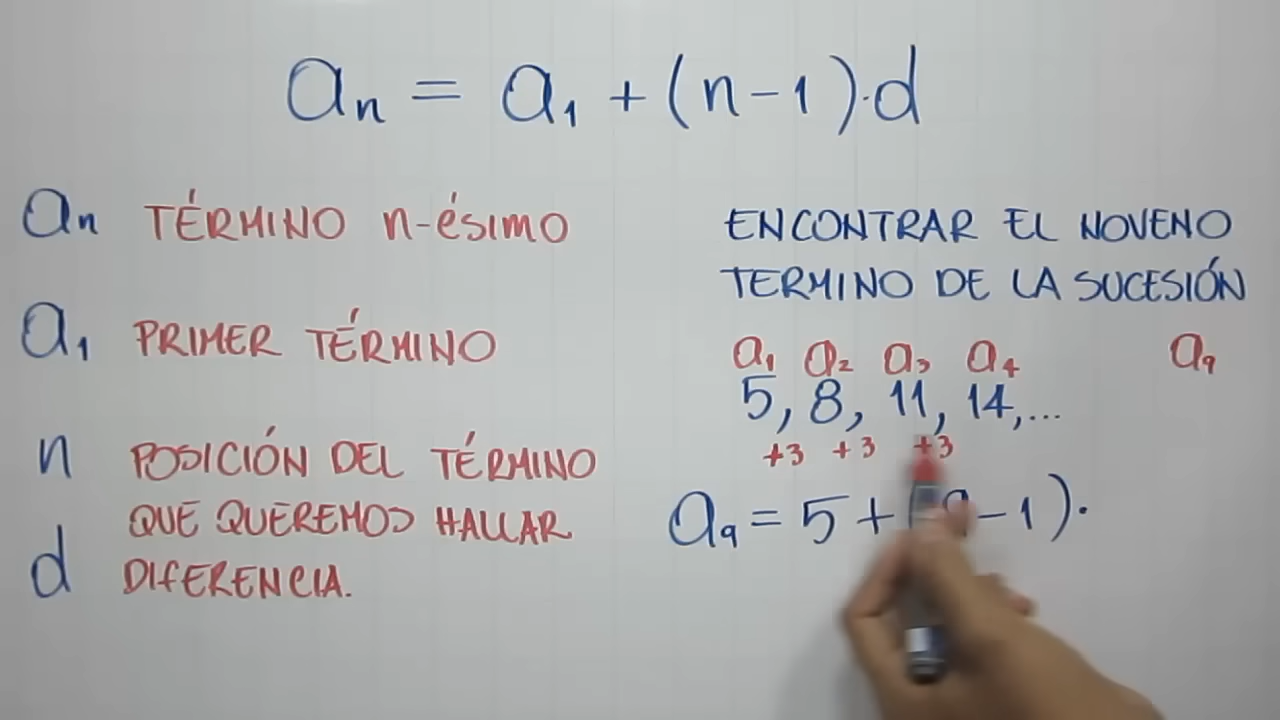 an = a1 + (n-1)·d
an TÉRMINO n-ésimo
a1 PRIMER TÉRMINO
n POSICIÓN DEL TÉRMINO
QUE QUEREMOS HALLAR
d DIFERENCIA.
ENCONTRAR EL NOVENO
TERMINO DE LA SUCESIÓN
a1 a2 a3 a4 a9
5, 8, 11, 14,...
+3 +3 +3
a9 = 5 + ( -1)·